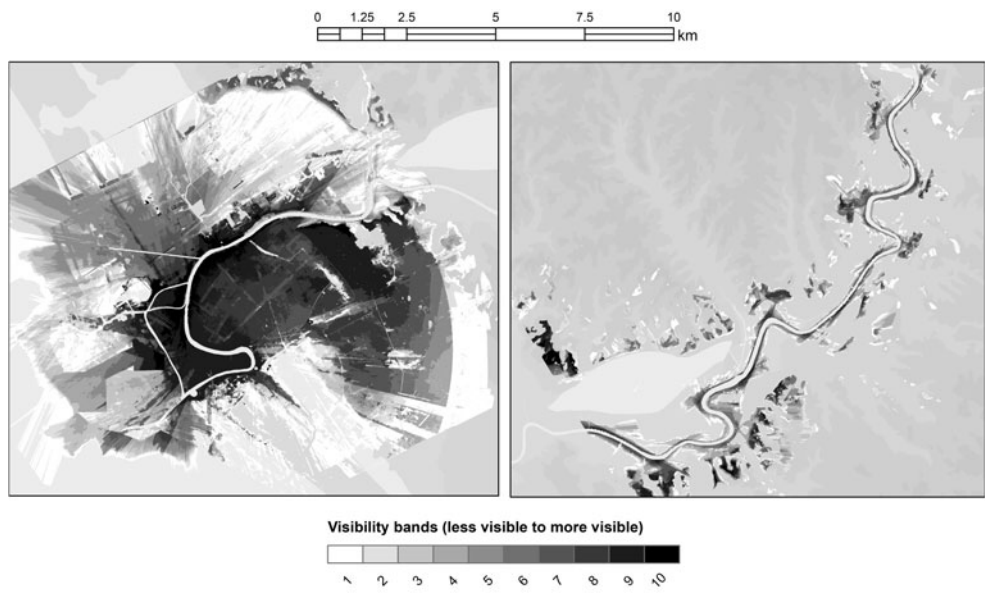 0 1.25 2.5 5 7.5 10
km
Visibility bands (less visible to more visible)
1 2 3 4 5 6 7 8 9 10